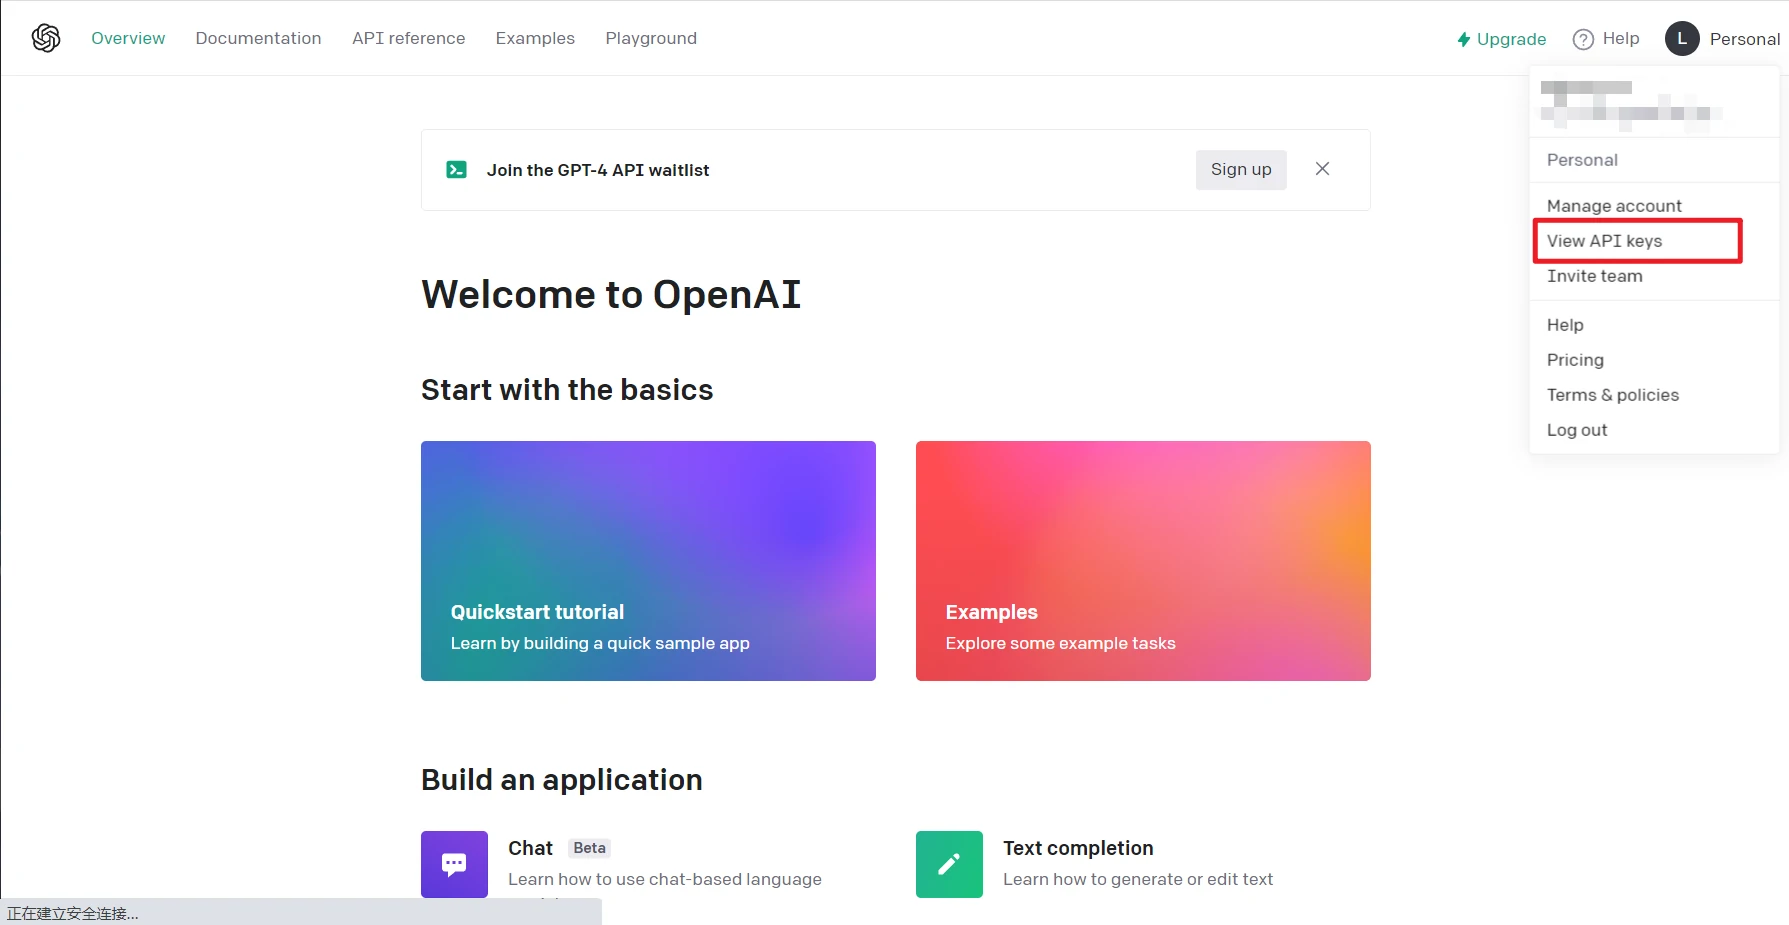 Overview Documentation API reference Examples Playground Upgrade Help L Personal
Personal
Manage account
View API keys
Invite team
Help
Pricing
Terms & policies
Log out
Join the GPT-4 API waitlist Sign up
Welcome to OpenAI
Start with the basics
Quickstart tutorial
Learn by building a quick sample app
Examples
Explore some example tasks
Build an application
Chat Beta
Learn how to use chat-based language
Text completion
Learn how to generate or edit text
正在建立安全连接...